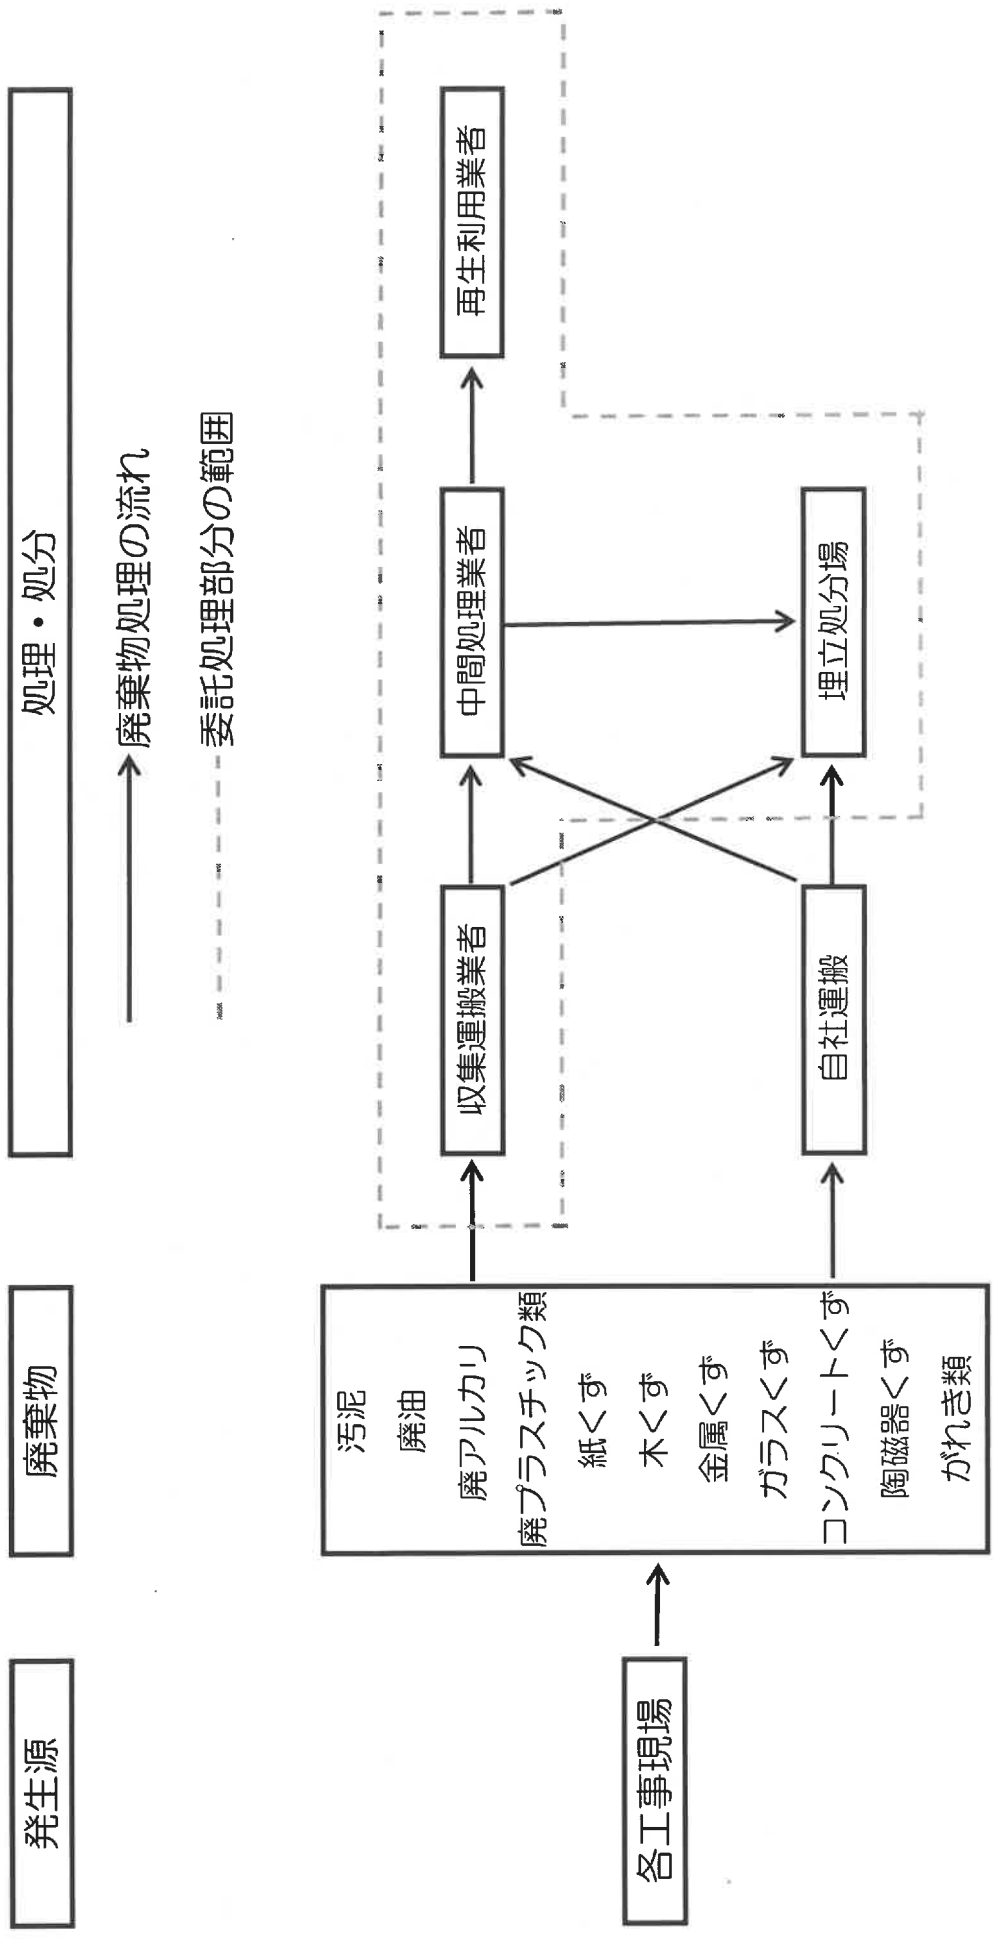 発生源
廃棄物
処理・処分
廃棄物処理の流れ
委託処理部分の範囲
各工事現場
汚泥
廃油
廃アルカリ
廃プラスチック類
紙くず
木くず
金属くず
ガラスくず
コンクリートくず
陶磁器くず
がれき類
収集運搬業者
中間処理業者
再生利用業者
自社運搬
埋立処分場